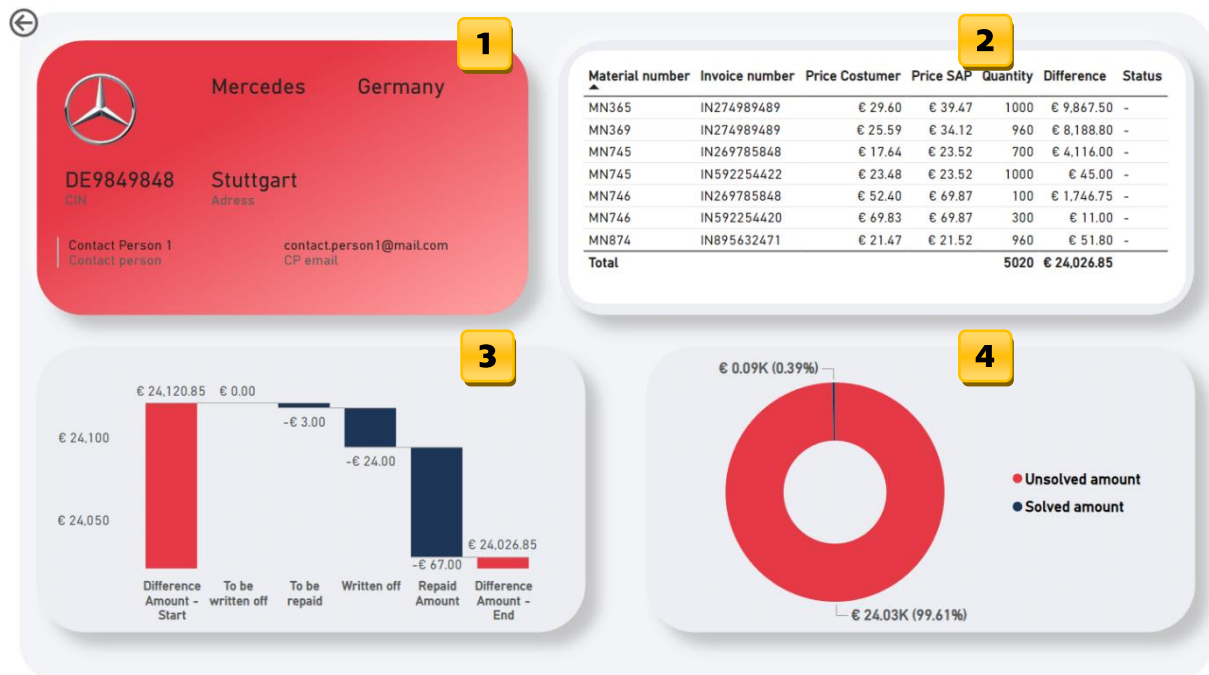 1
Mercedes Germany
DE9849848 Stuttgart
CIN Adress
Contact Person 1 contact.person1@mail.com
Contact person CP email
2
Material number Invoice number Price Costumer Price SAP Quantity Difference Status
MN365 IN274989489 € 29.60 € 39.47 1000 € 9,867.50 -
MN369 IN274989489 € 25.59 € 34.12 960 € 8,188.80 -
MN745 IN269785848 € 17.64 € 23.52 700 € 4,116.00 -
MN745 IN592254422 € 23.48 € 23.52 1000 € 45.00 -
MN746 IN269785848 € 52.40 € 69.87 100 € 1,746.75 -
MN746 IN592254420 € 69.83 € 69.87 300 € 11.00 -
MN874 IN895632471 € 21.47 € 21.52 960 € 51.80 -
Total 5020 € 24,026.85
3
€ 24,120.85 € 0.00
-€ 3.00
€ 24,100
-€ 24.00
€ 24,050
€ 24,026.85
-€ 67.00
Difference Amount - Start
To be written off
To be repaid
Written off
Repaid Amount
Difference Amount - End
4
€ 0.09K (0.39%)
Unsolved amount
Solved amount
€ 24.03K (99.61%)